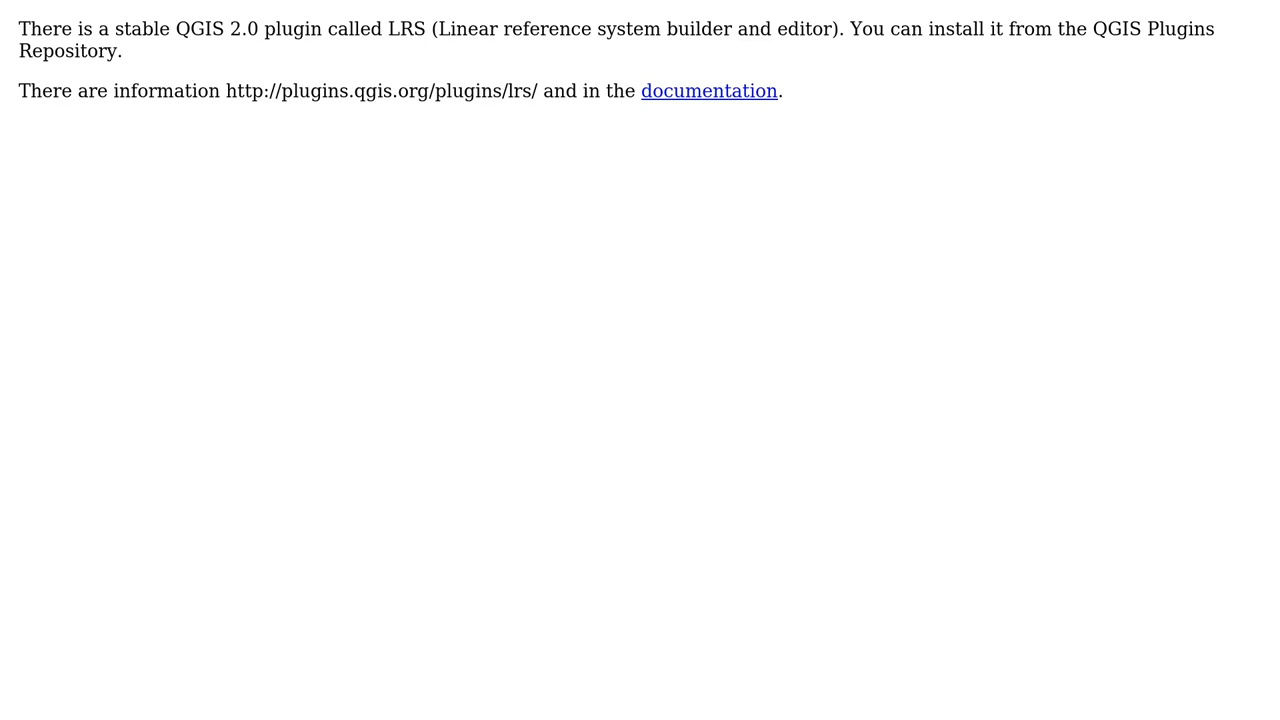 There is a stable QGIS 2.0 plugin called LRS (Linear reference system builder and editor). You can install it from the QGIS Plugins
Repository.
There are information http://plugins.qgis.org/plugins/lrs/ and in the documentation.